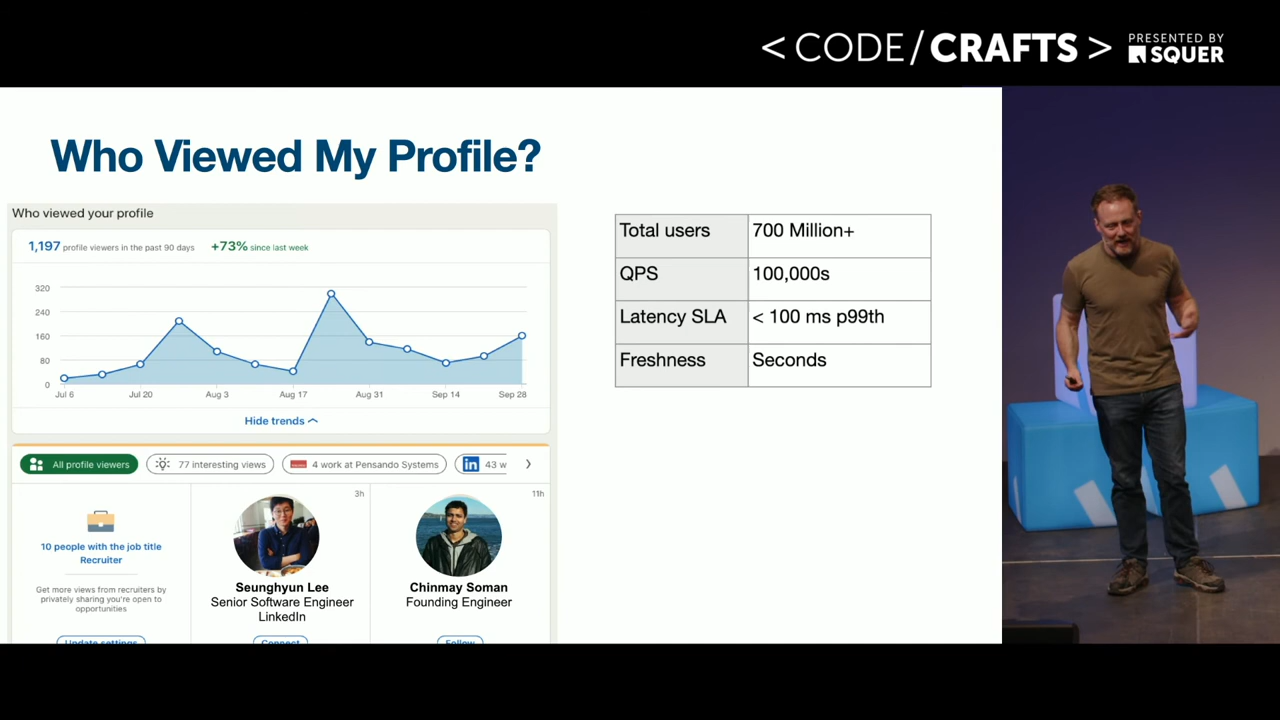 < CODE/CRAFTS >
PRESENTED BY
SQUER
Who Viewed My Profile?
Who viewed your profile
1,197 profile viewers in the past 90 days +73% since last week
320
240
160
80
0
Jul 6 Jul 20 Aug 3 Aug 17 Aug 31 Sep 14 Sep 28
Hide trends
All profile viewers 77 interesting views 4 work at Pensando Systems in 43 w
10 people with the job title
Recruiter
Get more views from recruiters by
privately sharing you're open to
opportunities
Update settings
3h
Seunghyun Lee
Senior Software Engineer
LinkedIn
Connect
11h
Chinmay Soman
Founding Engineer
Follow
Total users 700 Million+
QPS 100,000s
Latency SLA < 100 ms p99th
Freshness Seconds